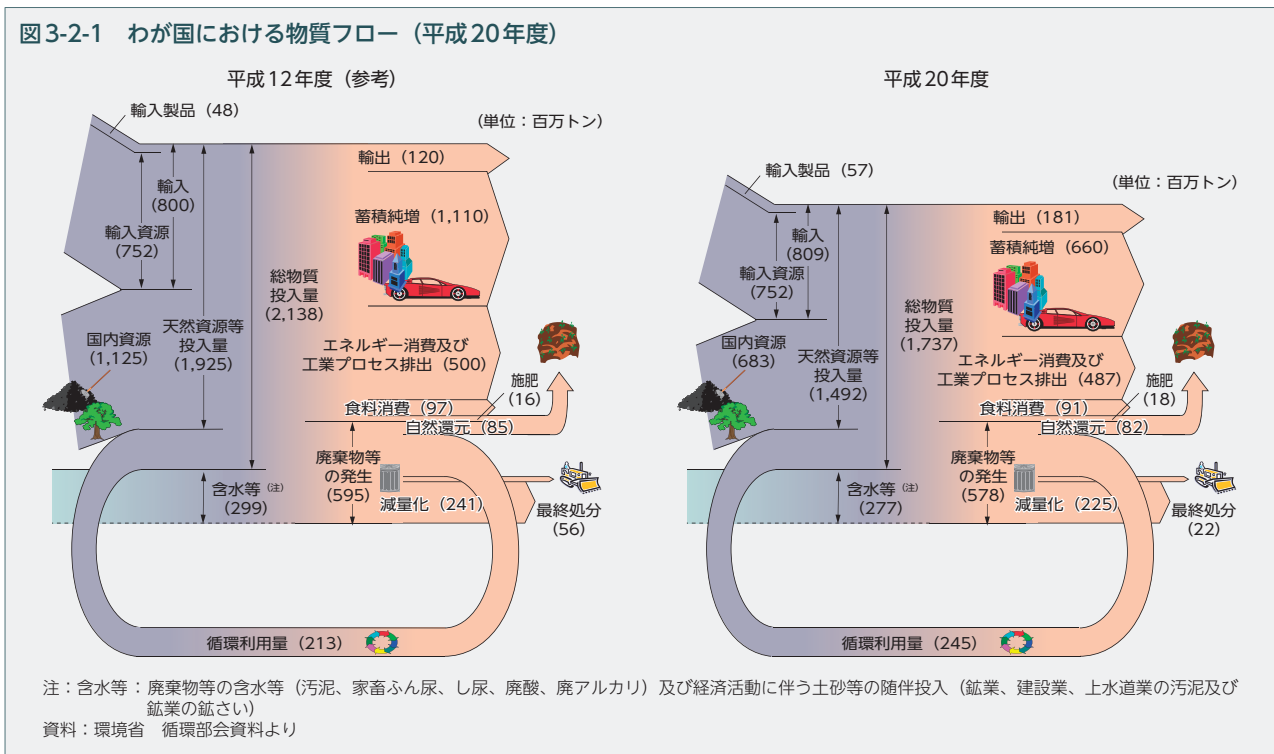 図3-2-1 わが国における物質フロー（平成20年度）
平成12年度（参考）
輸入製品（48）
（単位：百万トン）
輸出（120）
輸入
（800）
輸入資源
（752）
蓄積純増（1,110）
総物質
投入量
（2,138）
国内資源
（1,125）
天然資源等
投入量
（1,925）
エネルギー消費及び
工業プロセス排出（500）
施肥
（16）
食料消費（97）
自然還元（85）
廃棄物等
の発生
（595）
含水等（注）
（299）
減量化（241）
最終処分
（56）
循環利用量（213）
平成20年度
輸入製品（57）
（単位：百万トン）
輸出（181）
輸入
（809）
蓄積純増（660）
輸入資源
（752）
総物質
投入量
（1,737）
国内資源
（683）
天然資源等
投入量
（1,492）
エネルギー消費及び
工業プロセス排出（487）
施肥
（18）
食料消費（91）
自然還元（82）
廃棄物等
の発生
（578）
含水等（注）
（277）
減量化（225）
最終処分
（22）
循環利用量（245）
注：含水等：廃棄物等の含水等（汚泥、家畜ふん尿、し尿、廃酸、廃アルカリ）及び経済活動に伴う土砂等の随伴投入（鉱業、建設業、上水道業の汚泥及び
鉱業の鉱さい）
資料：環境省 循環部会資料より